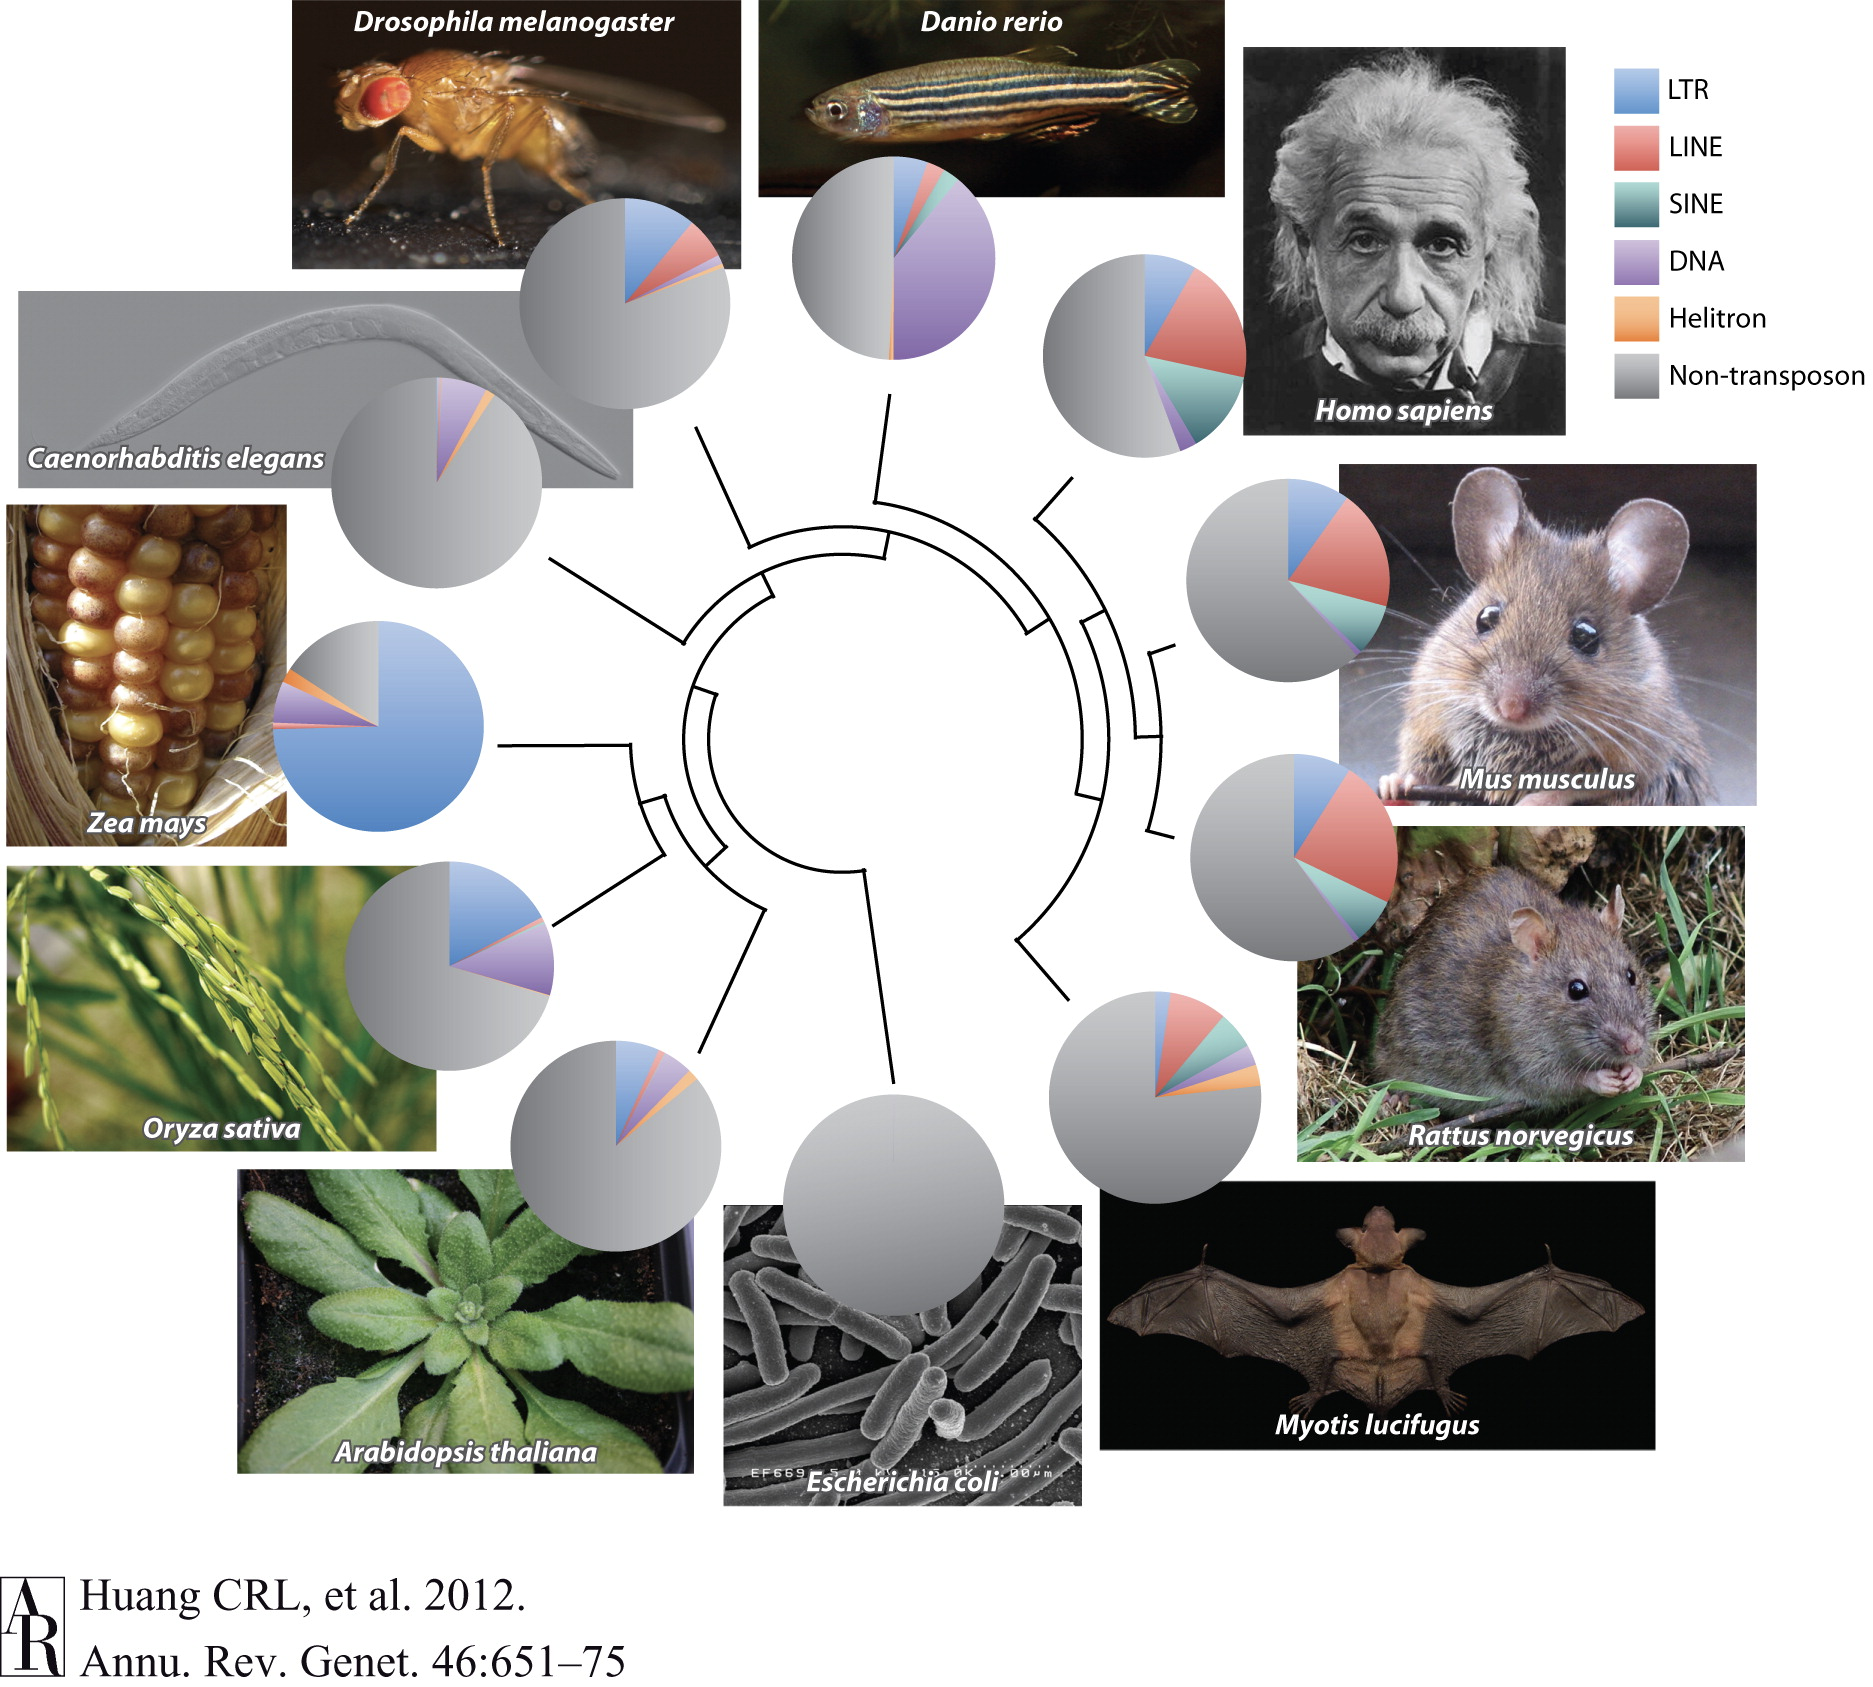 Drosophila melanogaster
Danio rerio
LTR
LINE
SINE
DNA
Helitron
Non-transposon
Homo sapiens
Caenorhabditis elegans
Mus musculus
Zea mays
Oryza sativa
Rattus norvegicus
Arabidopsis thaliana
Myotis lucifugus
EF669
Escherichia coli
AR
Huang CRL, et al. 2012.
Annu. Rev. Genet. 46:651–75